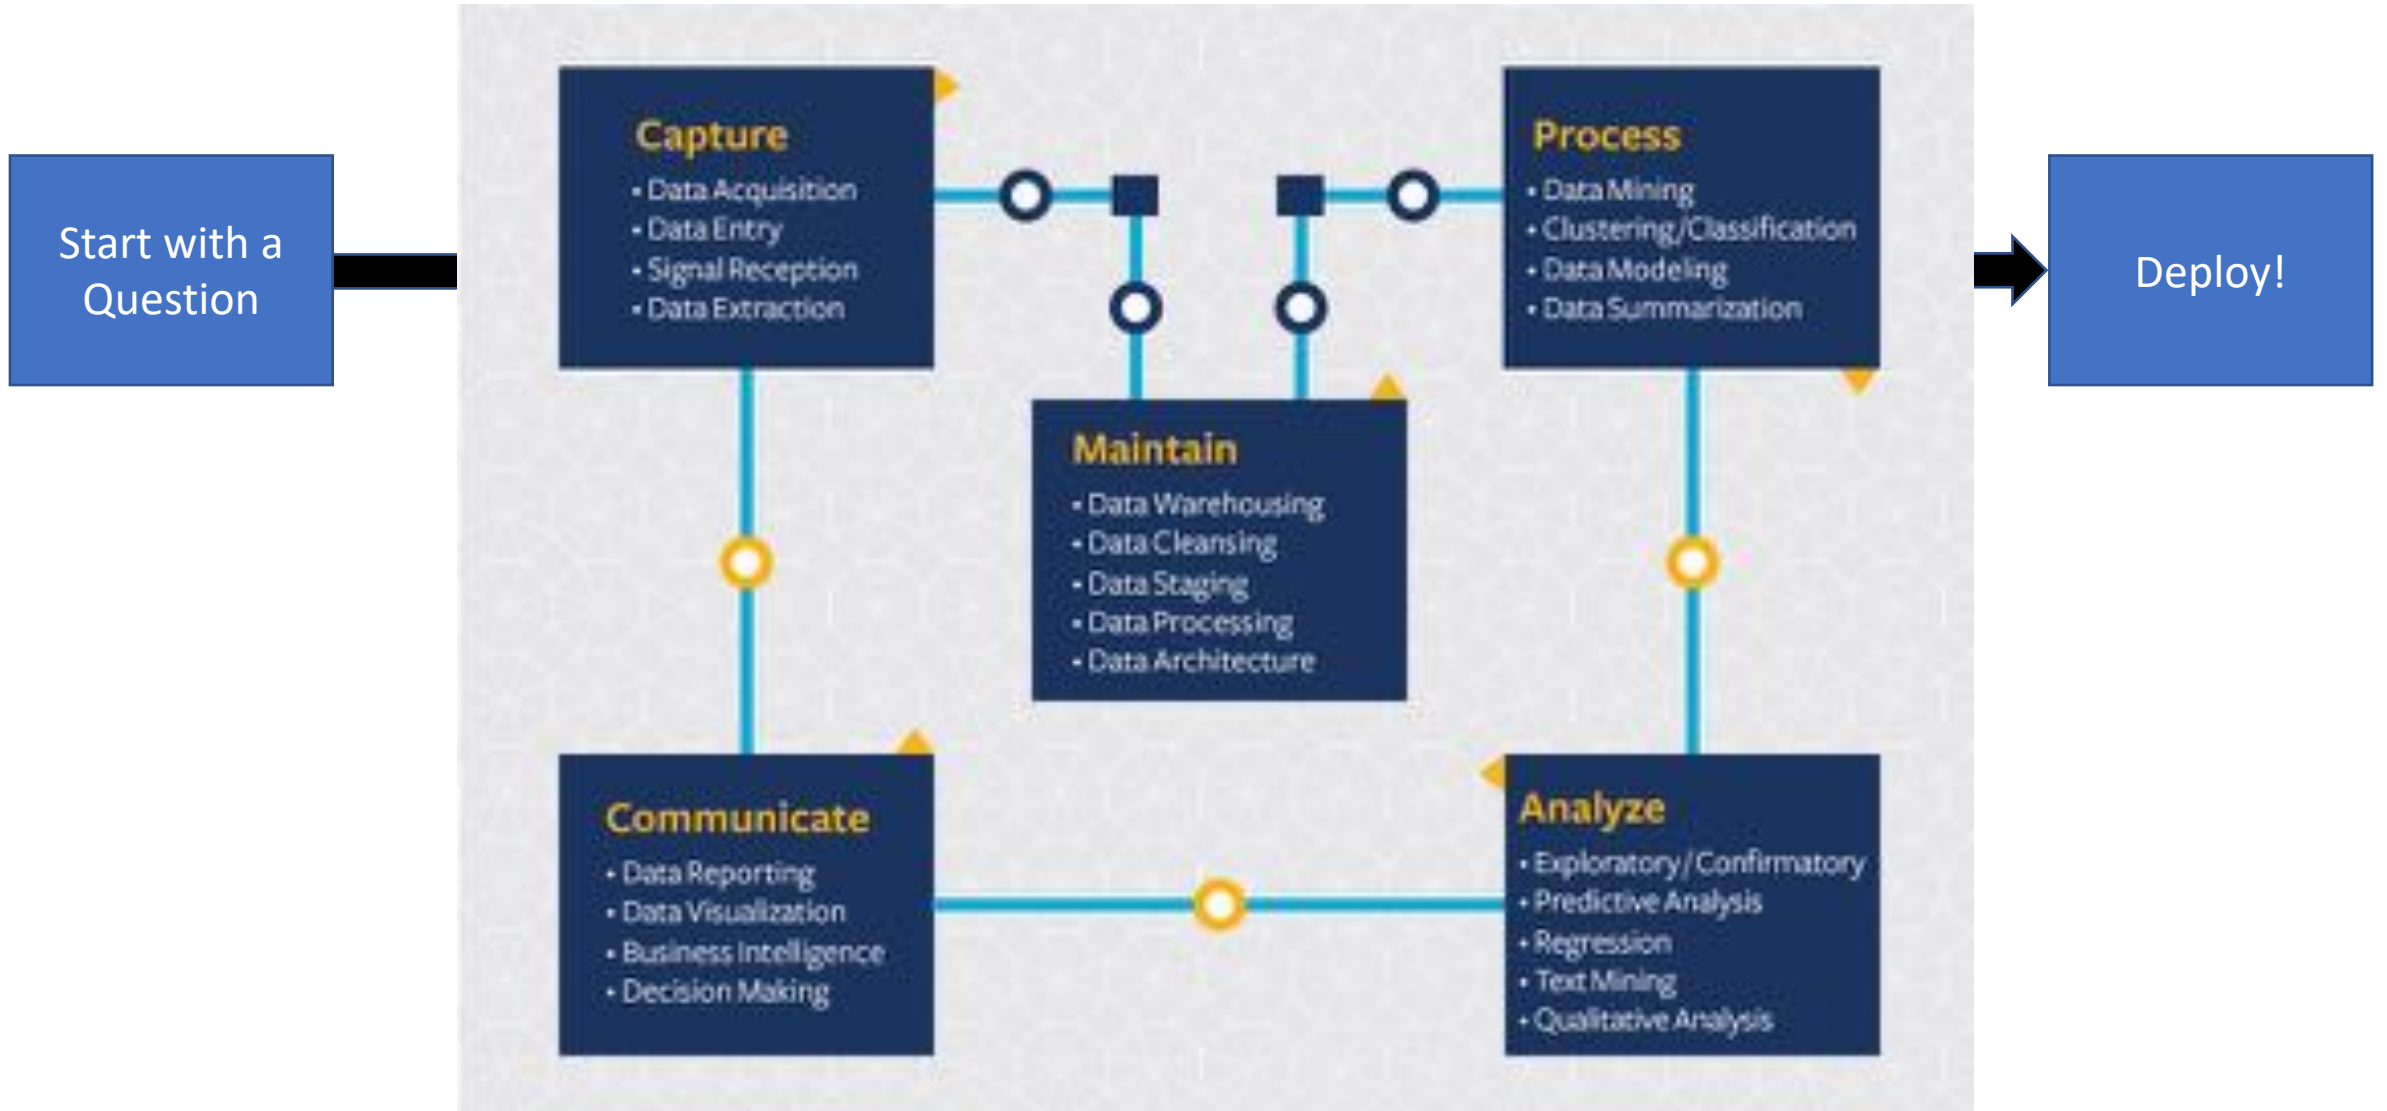 Start with a
Question
Capture
• Data Acquisition
• Data Entry
• Signal Reception
• Data Extraction
Maintain
• Data Warehousing
• Data Cleansing
• Data Staging
• Data Processing
• Data Architecture
Process
• Data Mining
• Clustering/Classification
• Data Modeling
• Data Summarization
Communicate
• Data Reporting
• Data Visualization
• Business Intelligence
• Decision Making
Analyze
• Exploratory/Confirmatory
• Predictive Analysis
• Regression
• Text Mining
• Qualitative Analysis
Deploy!